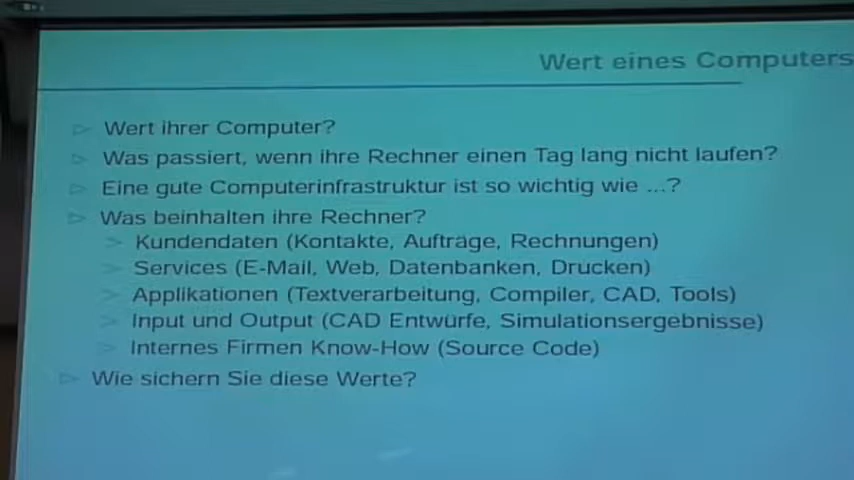 Wert eines Computers
Wert ihrer Computer?
Was passiert, wenn ihre Rechner einen Tag lang nicht laufen?
Eine gute Computerinfrastruktur ist so wichtig wie ...?
Was beinhalten ihre Rechner?
Kundendaten (Kontakte, Aufträge, Rechnungen)
Services (E-Mail, Web, Datenbanken, Drucken)
Applikationen (Textverarbeitung, Compiler, CAD, Tools)
Input und Output (CAD Entwürfe, Simulationsergebnisse)
Internes Firmen Know-How (Source Code)
Wie sichern Sie diese Werte?